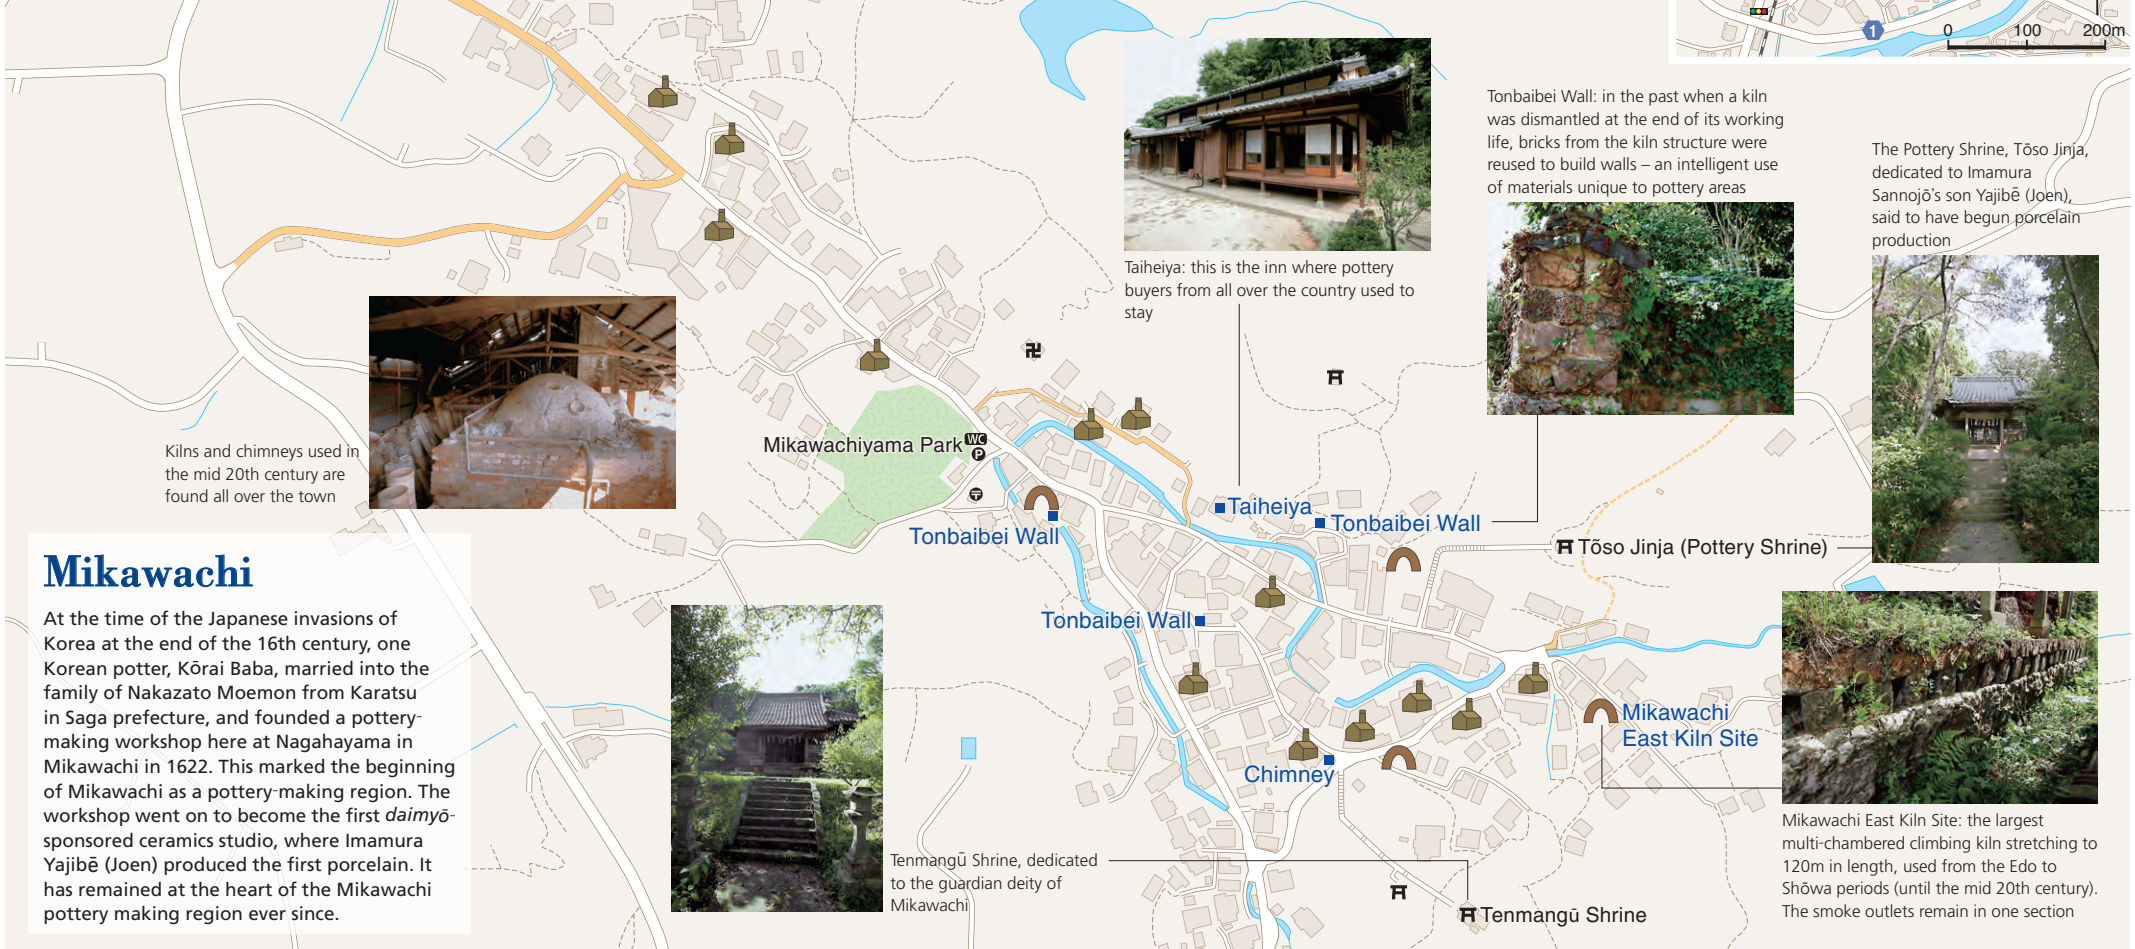 1
0 100 200m
Tonbaibei Wall: in the past when a kiln
was dismantled at the end of its working
life, bricks from the kiln structure were
reused to build walls – an intelligent use
of materials unique to pottery areas
The Pottery Shrine, Tōso Jinja,
dedicated to Imamura
Sannojō's son Yajibē (Joen),
said to have begun porcelain
production
Taiheiya: this is the inn where pottery
buyers from all over the country used to
stay
Kilns and chimneys used in
the mid 20th century are
found all over the town
Mikawachiyama Park
WC
P
〒
卍
Tonbaibei Wall
Taiheiya
Tonbaibei Wall
Tōso Jinja (Pottery Shrine)
Tonbaibei Wall
Mikawachi
East Kiln Site
Chimney
Tenmangū Shrine
Mikawachi
At the time of the Japanese invasions of
Korea at the end of the 16th century, one
Korean potter, Kōrai Baba, married into the
family of Nakazato Moemon from Karatsu
in Saga prefecture, and founded a pottery-
making workshop here at Nagahayama in
Mikawachi in 1622. This marked the beginning
of Mikawachi as a pottery-making region. The
workshop went on to become the first daimyō-
sponsored ceramics studio, where Imamura
Yajibē (Joen) produced the first porcelain. It
has remained at the heart of the Mikawachi
pottery making region ever since.
Tenmangū Shrine, dedicated
to the guardian deity of
Mikawachi
Mikawachi East Kiln Site: the largest
multi-chambered climbing kiln stretching to
120m in length, used from the Edo to
Shōwa periods (until the mid 20th century).
The smoke outlets remain in one section